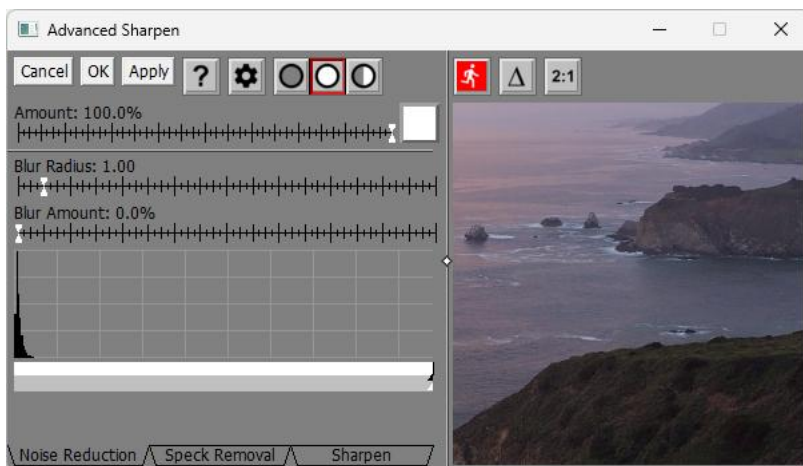 Advanced Sharpen
Cancel OK Apply ? Δ 2:1
Amount: 100.0%
Blur Radius: 1.00
Blur Amount: 0.0%
Noise Reduction Speck Removal Sharpen